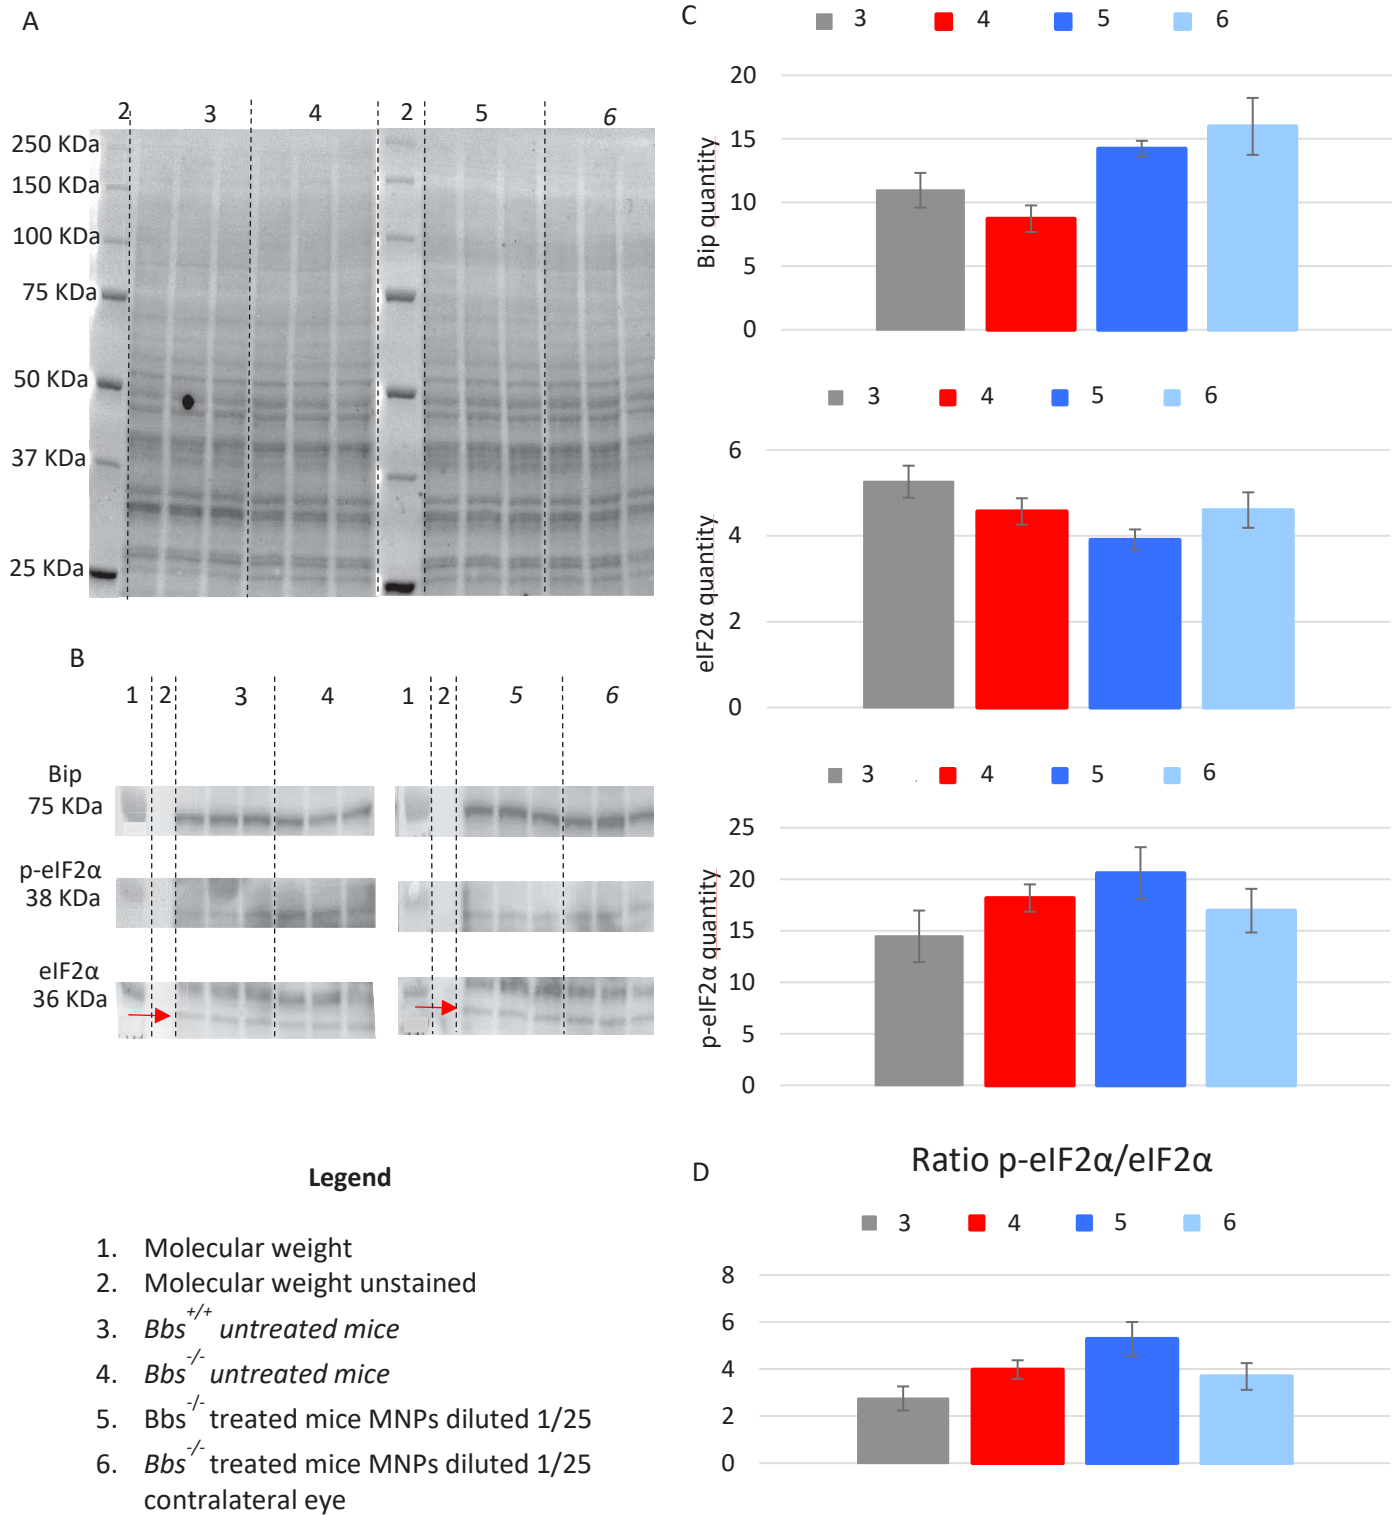 A
2 3 4 2 5 6
250 KDa
150 KDa
100 KDa
75 KDa
50 KDa
37 KDa
25 KDa
B
1 2 3 4 1 2 5 6
Bip
75 KDa
p-eIF2α
38 KDa
eIF2α
36 KDa
Legend
1. Molecular weight
2. Molecular weight unstained
3. Bbs+/+ untreated mice
4. Bbs-/- untreated mice
5. Bbs-/- treated mice MNPs diluted 1/25
6. Bbs-/- treated mice MNPs diluted 1/25
contralateral eye
C
3 4 5 6
Bip quantity
20
15
10
5
0
3 4 5 6
eIF2α quantity
6
4
2
0
3 4 5 6
p-eIF2α quantity
25
20
15
10
5
0
D
Ratio p-eIF2α/eIF2α
3 4 5 6
8
6
4
2
0